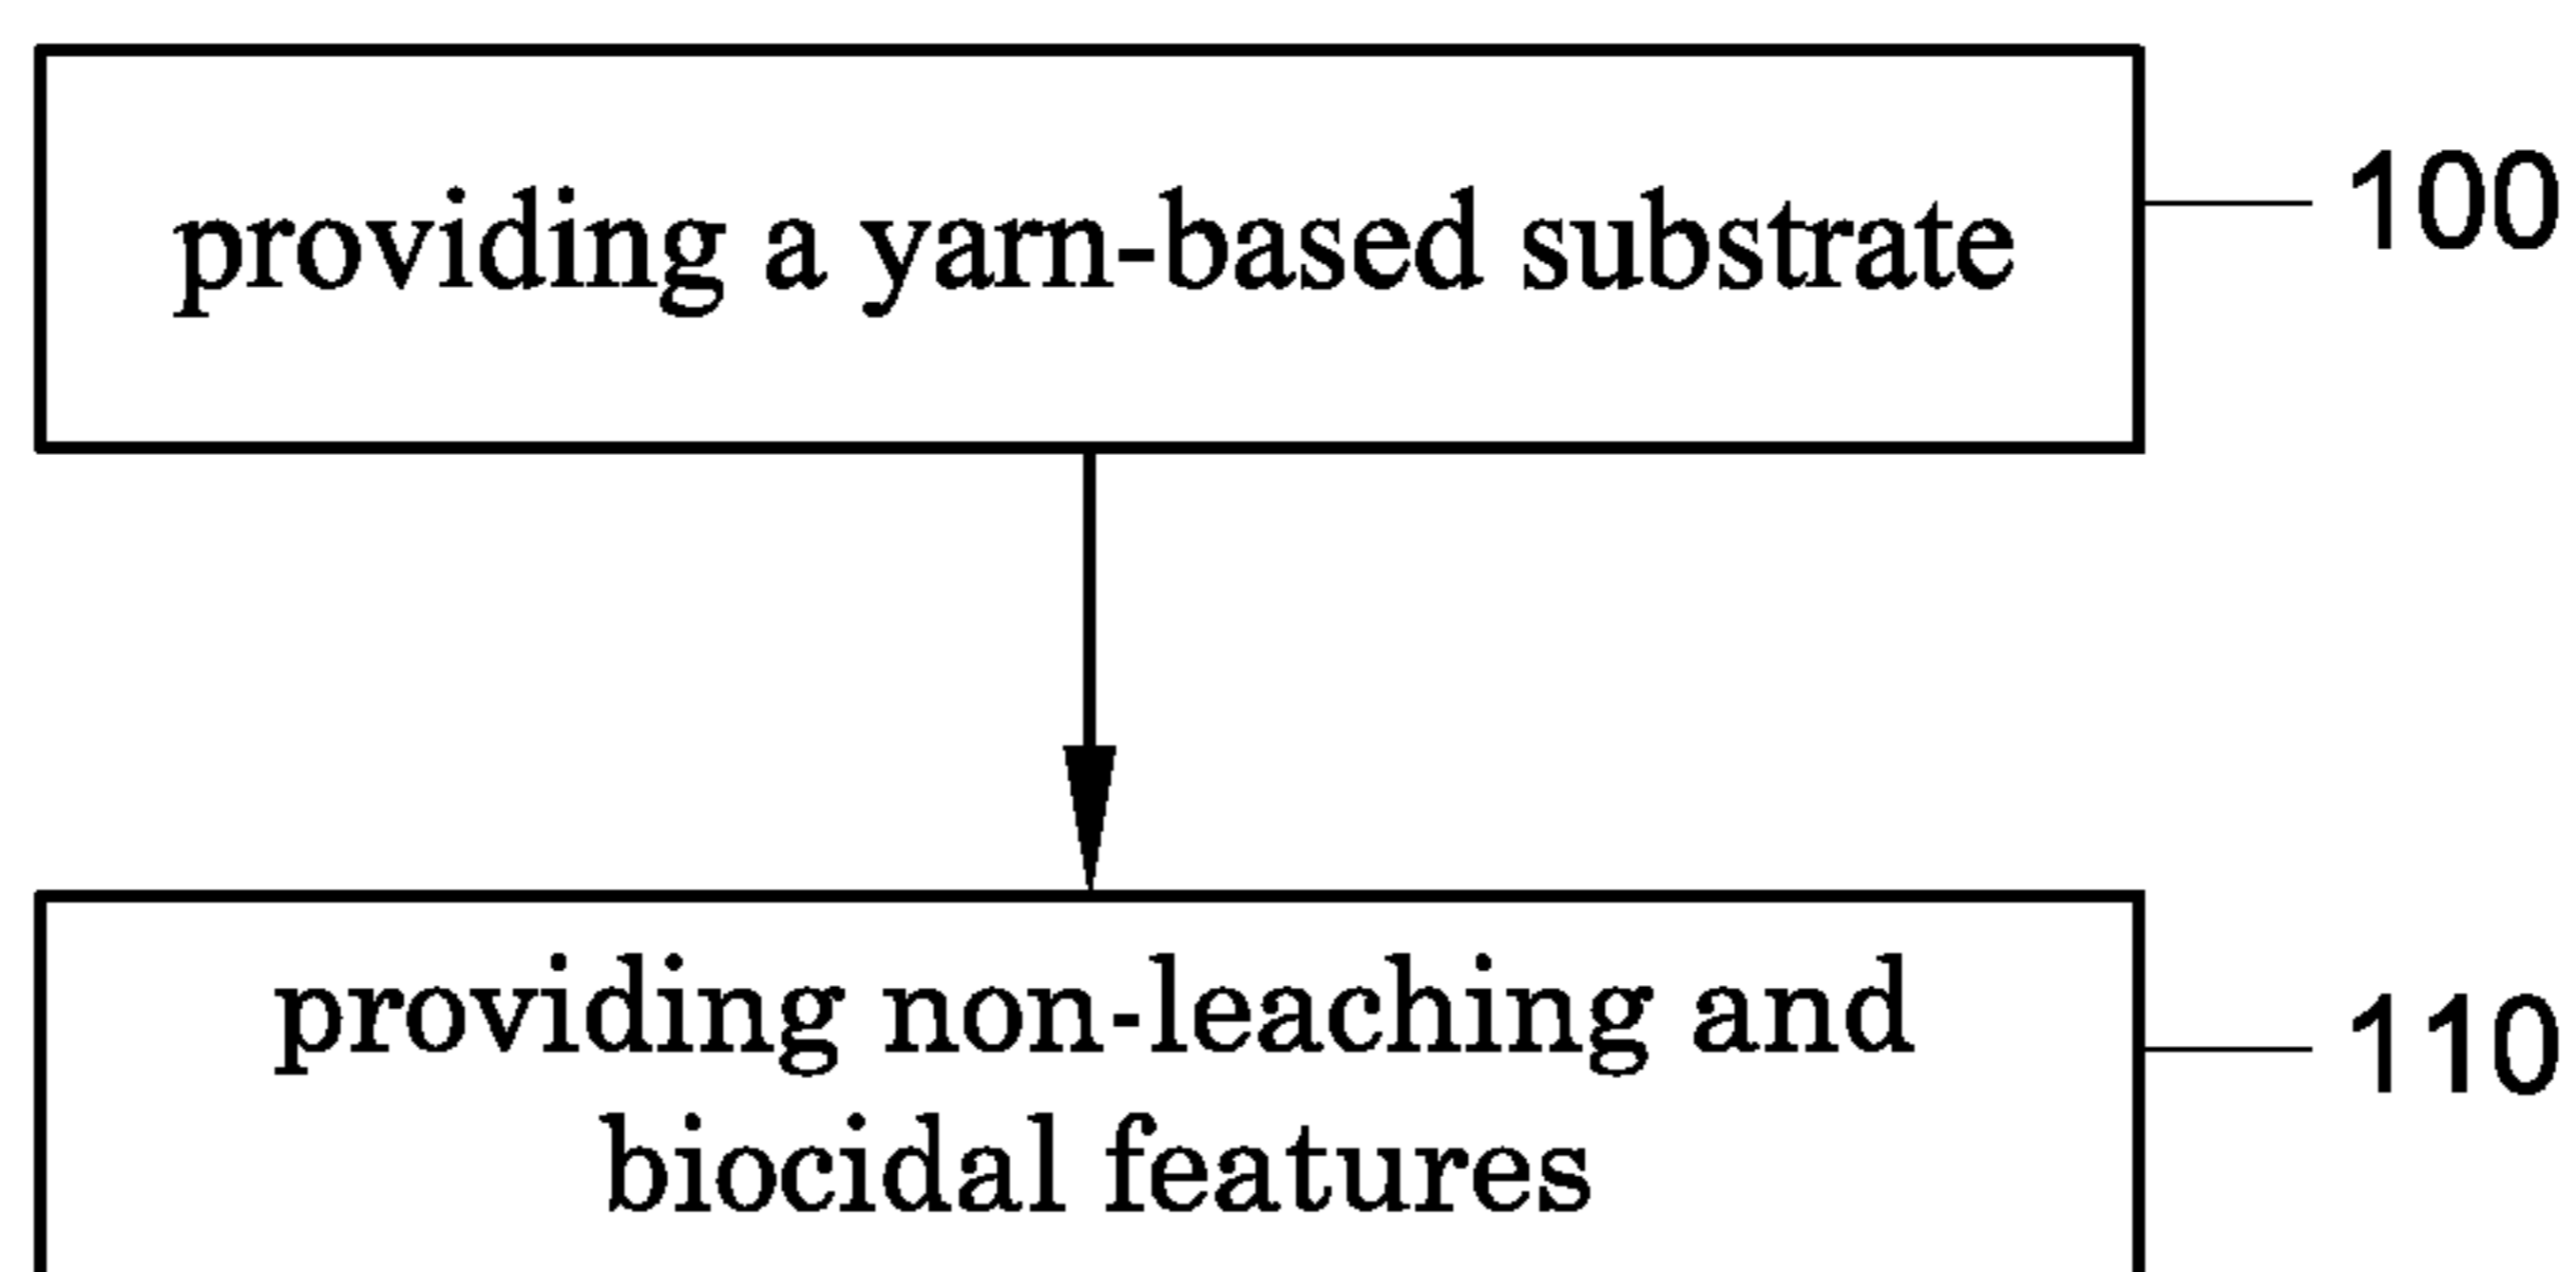 providing a yarn-based substrate
100
providing non-leaching and
110
biocidal features